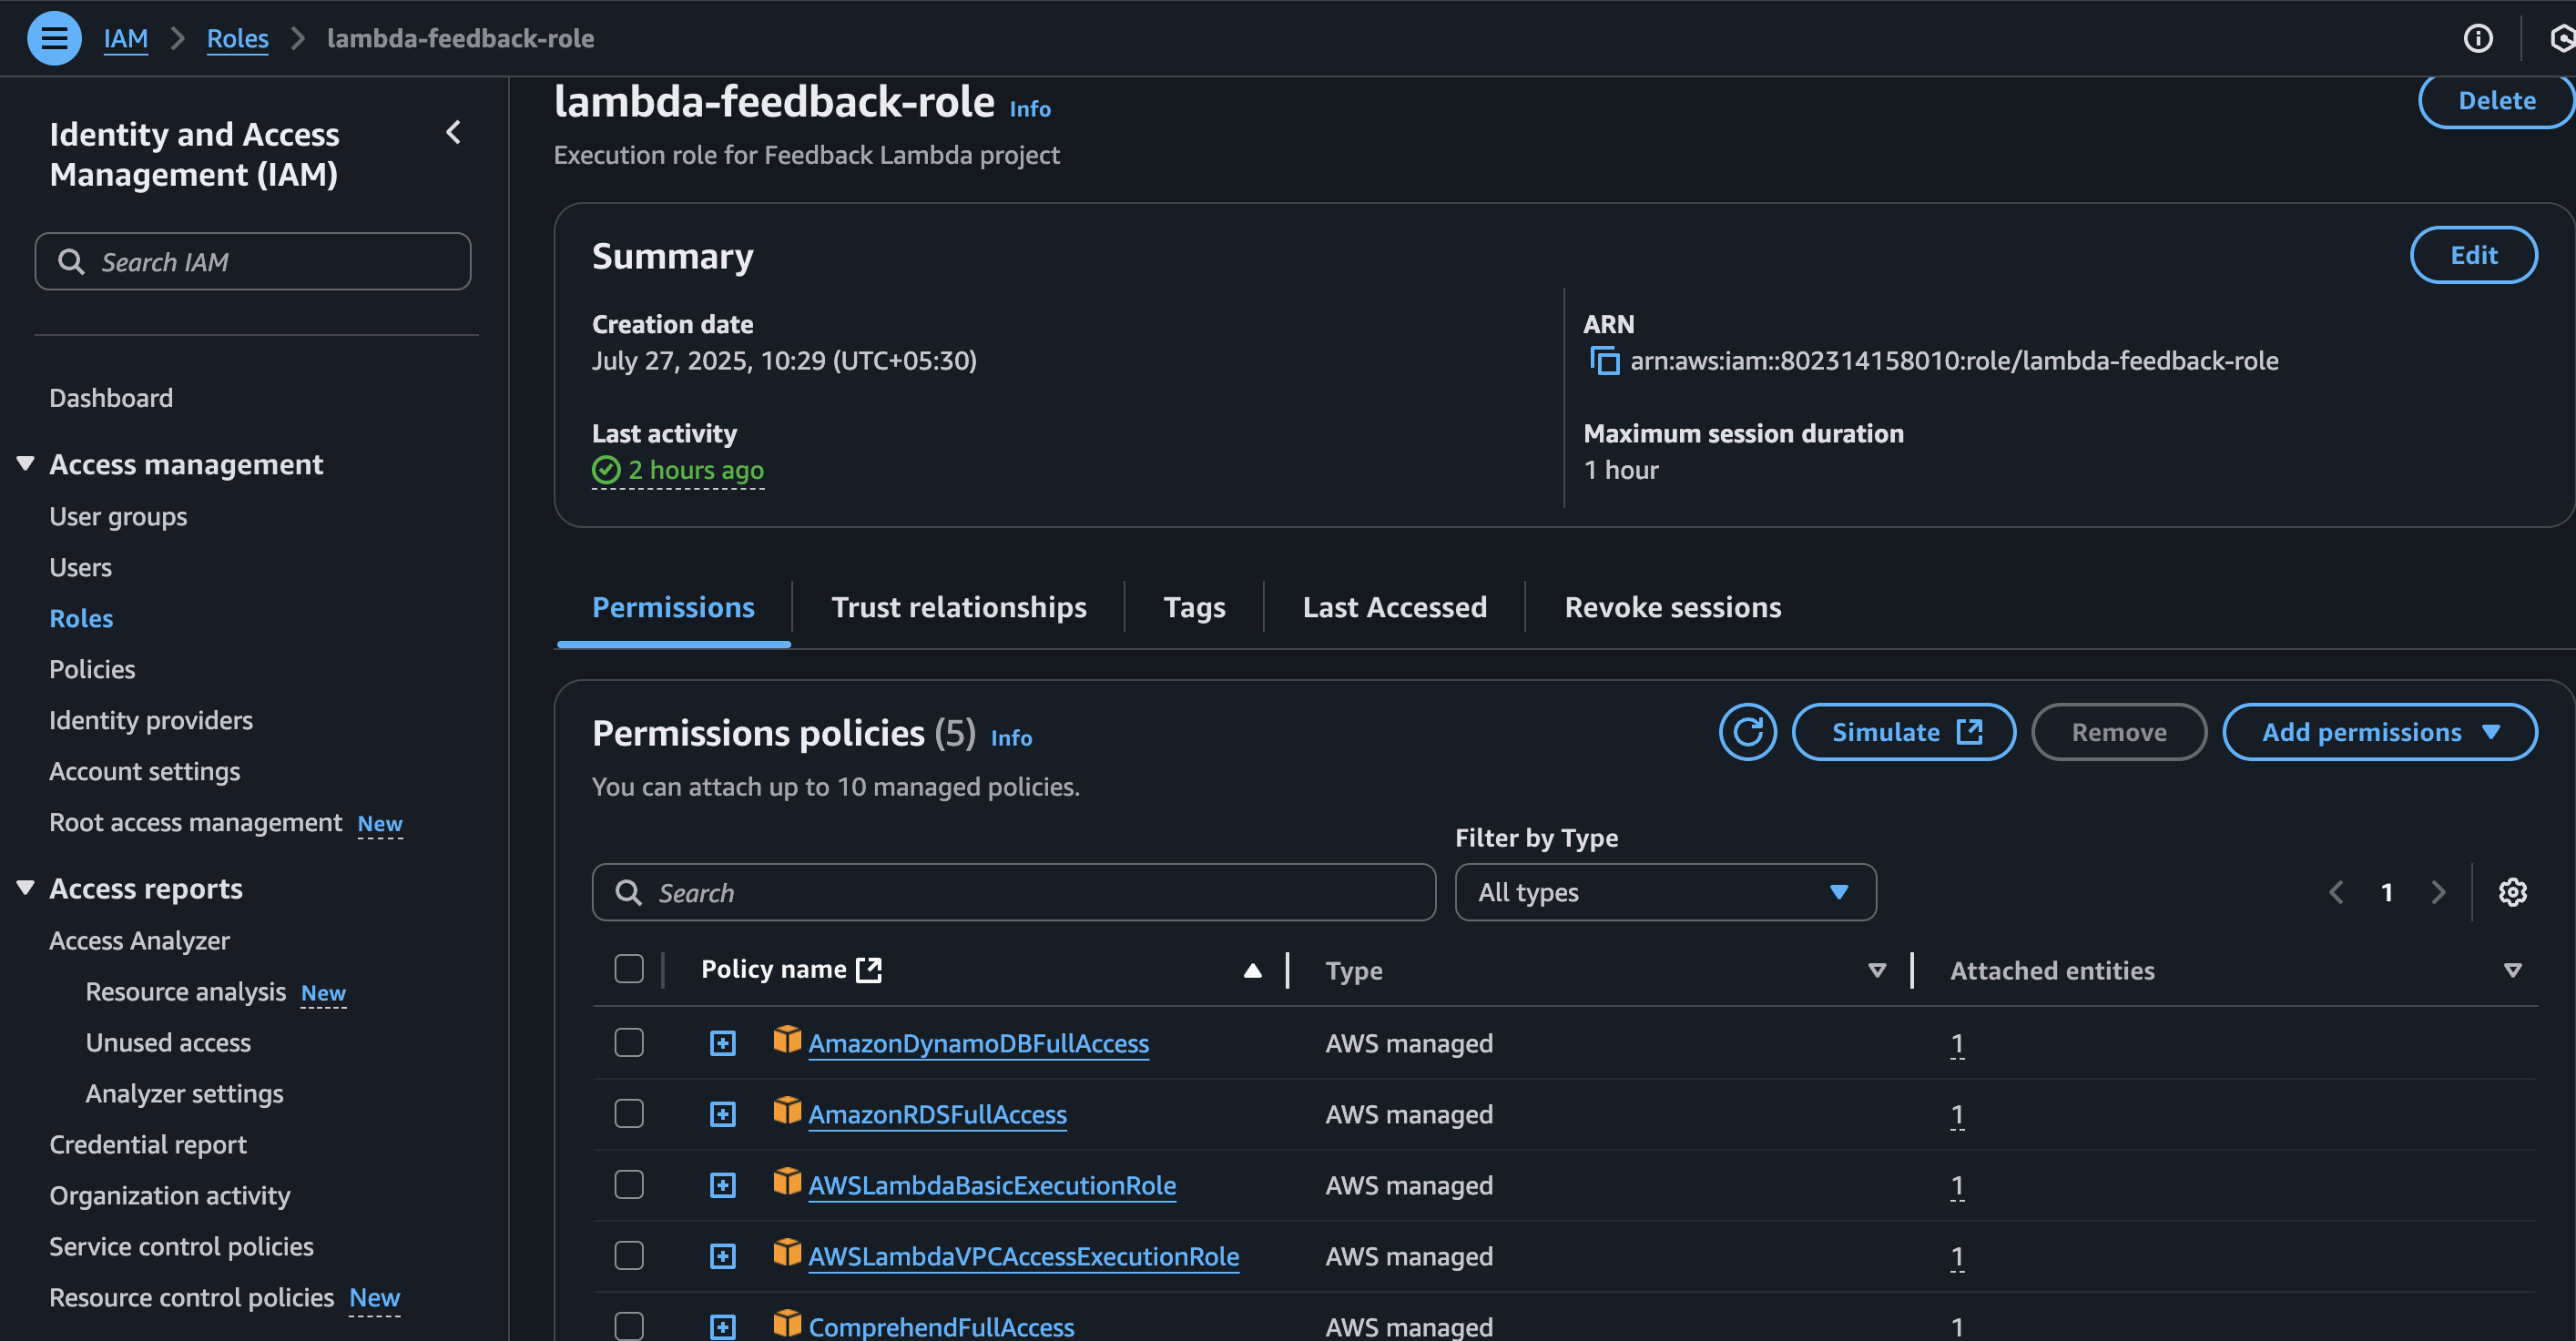 IAM > Roles > lambda-feedback-role
Identity and Access
Management (IAM)
Search IAM
Dashboard
Access management
User groups
Users
Roles
Policies
Identity providers
Account settings
Root access management New
Access reports
Access Analyzer
Resource analysis New
Unused access
Analyzer settings
Credential report
Organization activity
Service control policies
Resource control policies New
lambda-feedback-role Info
Delete
Execution role for Feedback Lambda project
Summary
Edit
Creation date
July 27, 2025, 10:29 (UTC+05:30)
ARN
arn:aws:iam::802314158010:role/lambda-feedback-role
Last activity
2 hours ago
Maximum session duration
1 hour
Permissions
Trust relationships
Tags
Last Accessed
Revoke sessions
Permissions policies (5) Info
Simulate
Remove
Add permissions
You can attach up to 10 managed policies.
Filter by Type
Search
All types
1
Policy name Type Attached entities
AmazonDynamoDBFullAccess AWS managed 1
AmazonRDSFullAccess AWS managed 1
AWSLambdaBasicExecutionRole AWS managed 1
AWSLambdaVPCAccessExecutionRole AWS managed 1
ComprehendFullAccess AWS managed 1